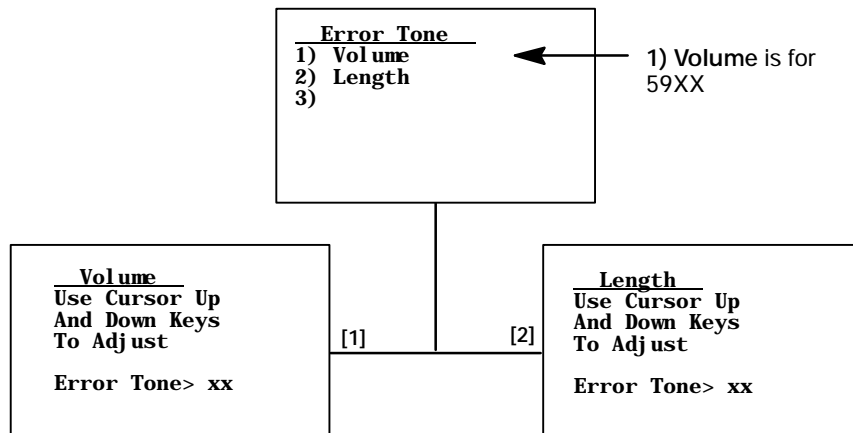 Error Tone
1) Volume
2) Length
3)
1) Volume is for
59XX
Volume
Use Cursor Up
And Down Keys
To Adjust
Error Tone> xx
[1]
[2]
Length
Use Cursor Up
And Down Keys
To Adjust
Error Tone> xx